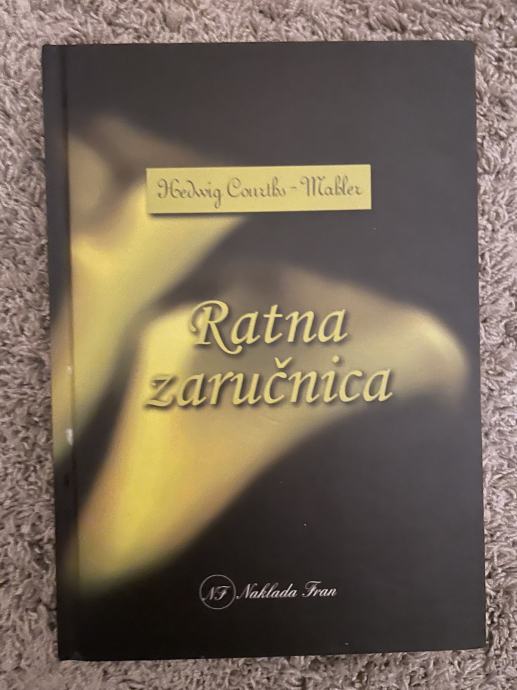 Hedwig Courths-Mahler
Ratna
zaručnica
NF Naklada Fran